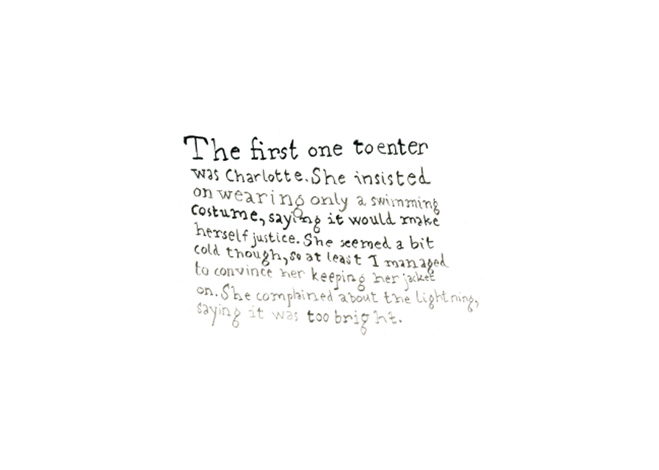 The first one to enter
was Charlotte. She insisted
on wearing only a swimming
costume, saying it would make
herself justice. She seemed a bit
cold though, so at least I managed
to convince her keeping her jacket
on. She complained about the lightning,
saying it was too bright.